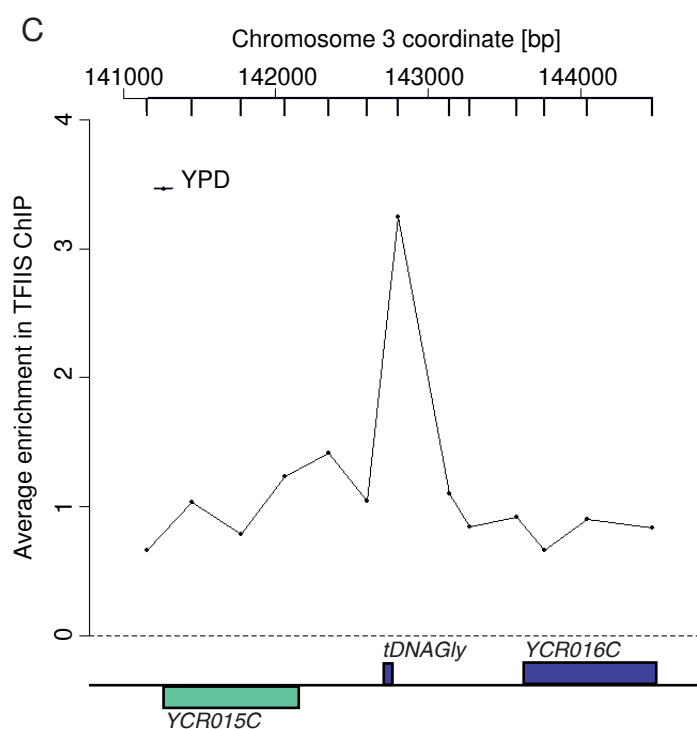 C
Chromosome 3 coordinate [bp]
141000 142000 143000 144000
4
YPD
3
2
1
0
Average enrichment in TFIIS ChIP
tDNAGly YCR016C
YCR015C